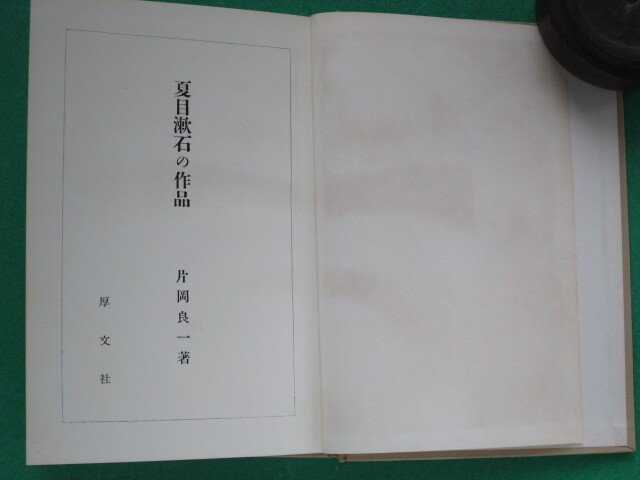 夏目漱石の作品
片岡良一著
厚文社